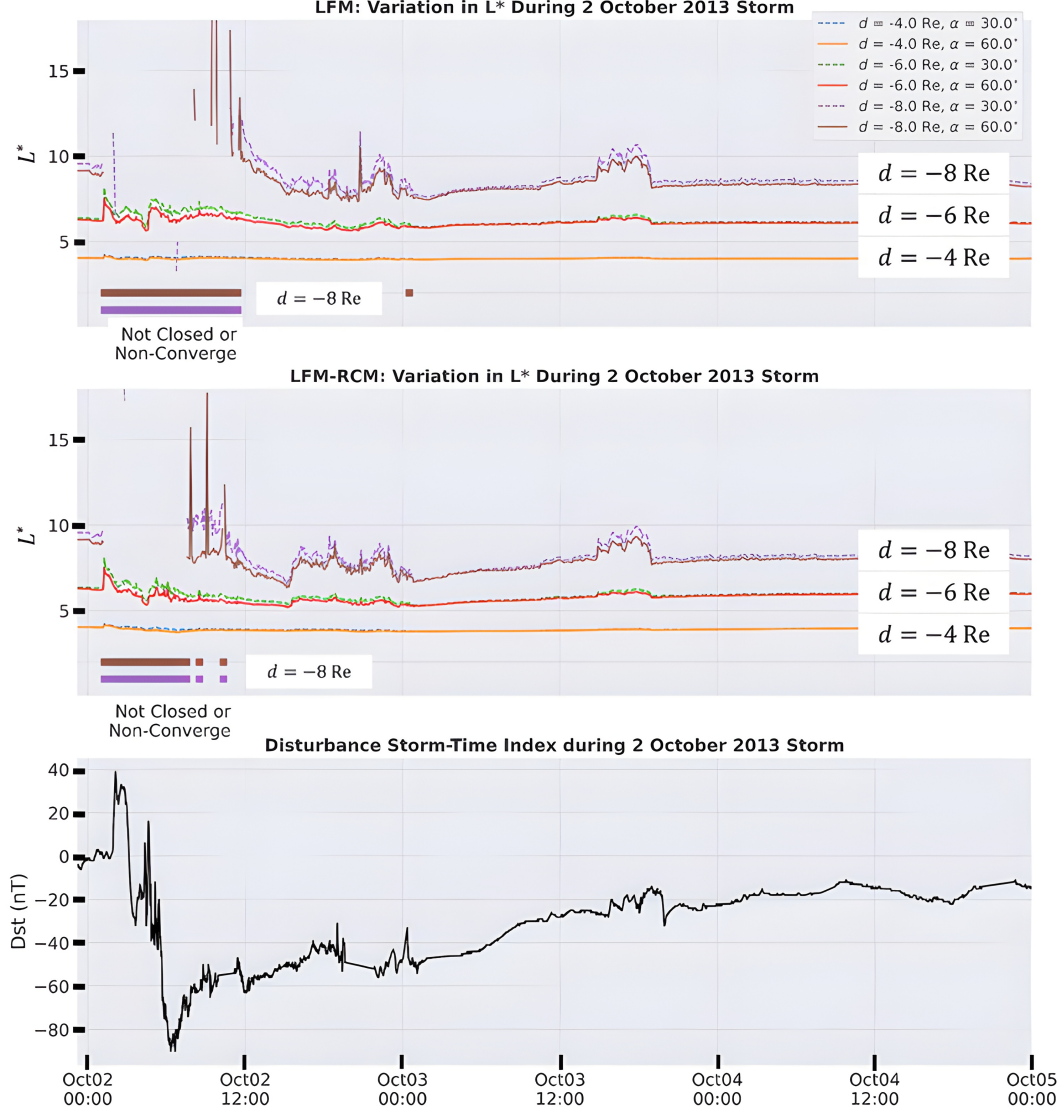 LFM: Variation in L* During 2 October 2013 Storm
d = -4.0 Re, α = 30.0°
d = -4.0 Re, α = 60.0°
d = -6.0 Re, α = 30.0°
d = -6.0 Re, α = 60.0°
d = -8.0 Re, α = 30.0°
d = -8.0 Re, α = 60.0°
15
10
5
L*
d = −8 Re
d = −6 Re
d = −4 Re
d = −8 Re
Not Closed or
Non-Converge
LFM-RCM: Variation in L* During 2 October 2013 Storm
15
10
5
L*
d = −8 Re
d = −6 Re
d = −4 Re
d = −8 Re
Not Closed or
Non-Converge
Disturbance Storm-Time Index during 2 October 2013 Storm
40
20
0
−20
−40
−60
−80
Dst (nT)
Oct02 Oct02 Oct03 Oct03 Oct04 Oct04 Oct05
00:00 12:00 00:00 12:00 00:00 12:00 00:00